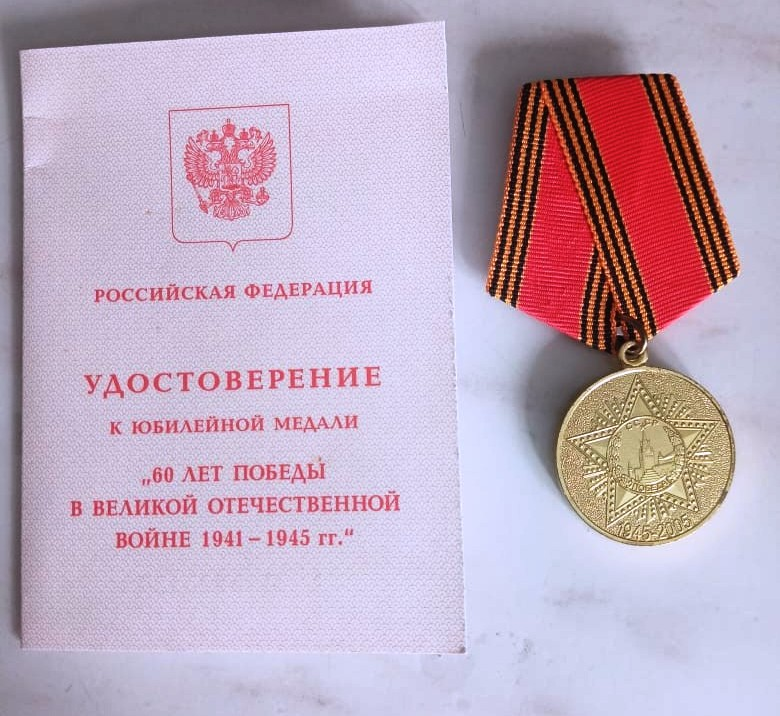 РОССИЙСКАЯ ФЕДЕРАЦИЯ
УДОСТОВЕРЕНИЕ
К ЮБИЛЕЙНОЙ МЕДАЛИ
„60 ЛЕТ ПОБЕДЫ
В ВЕЛИКОЙ ОТЕЧЕСТВЕННОЙ
ВОЙНЕ 1941 – 1945 гг.“
1945-2005